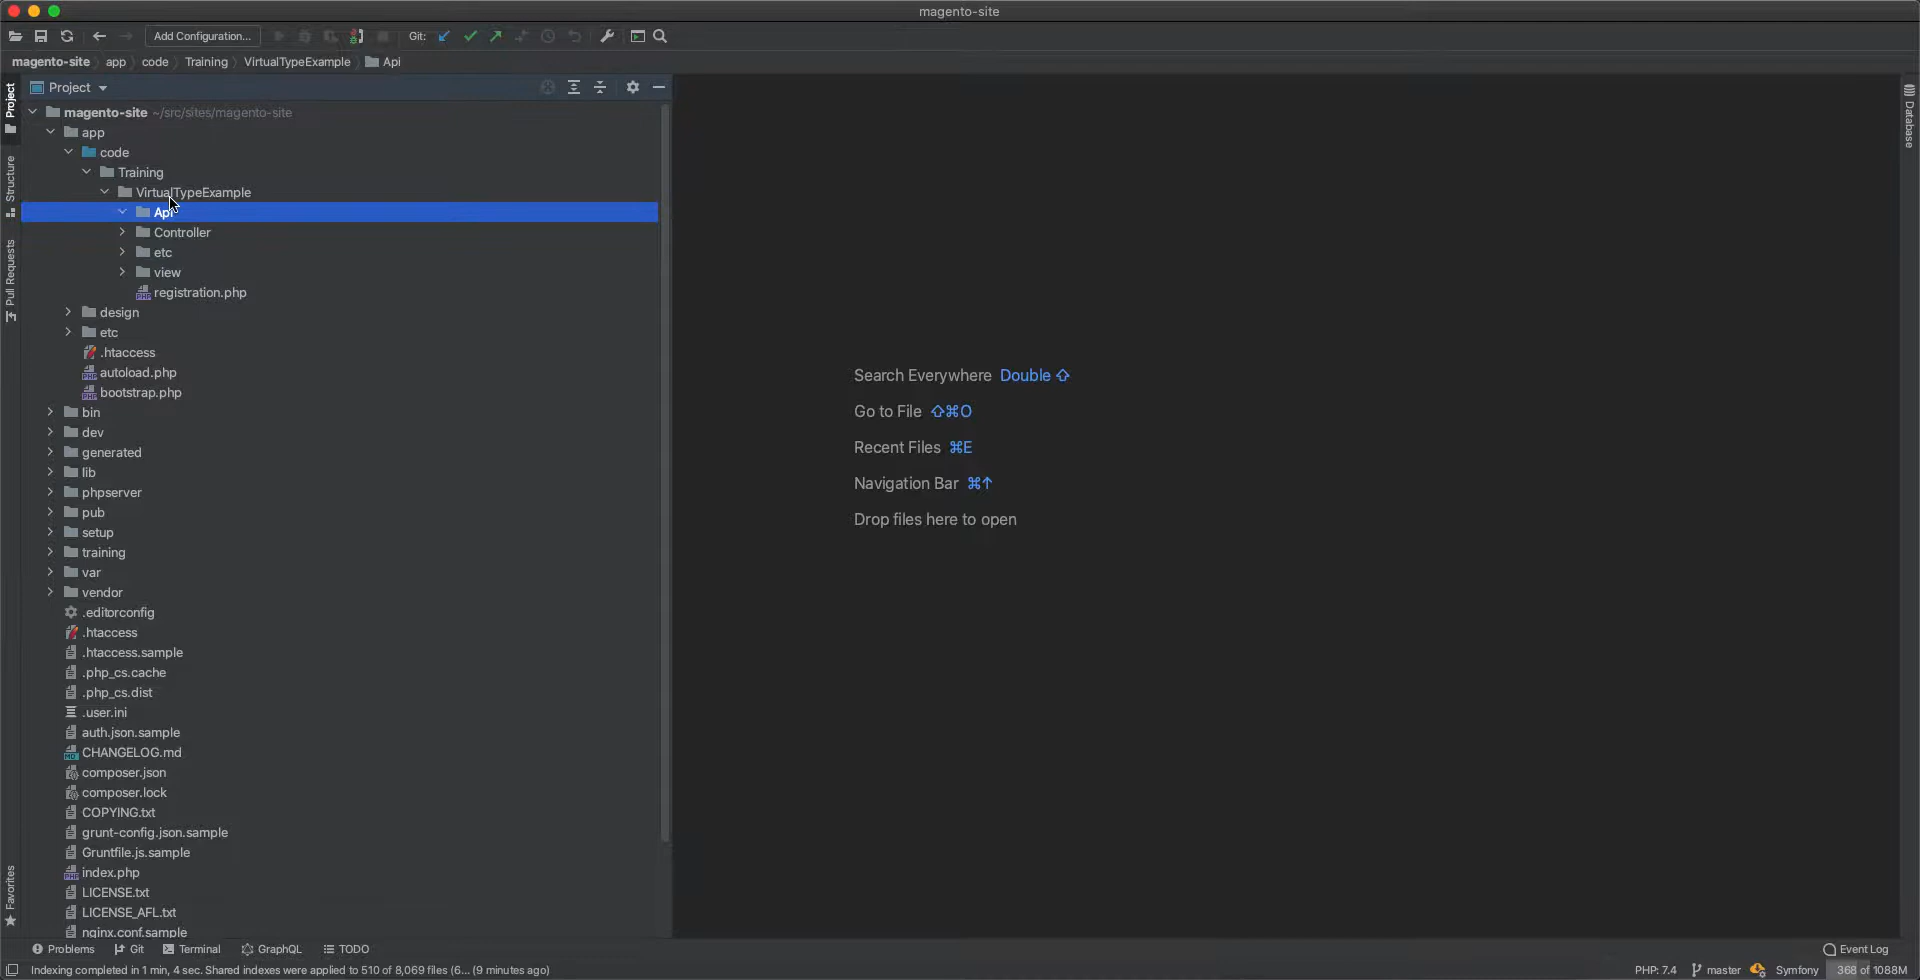 magento-site
Add Configuration...
Git:
magento-site app code Training VirtualTypeExample Api
Project
magento-site ~/src/sites/magento-site
app
code
Training
VirtualTypeExample
Api
Controller
etc
view
registration.php
design
etc
.htaccess
autoload.php
bootstrap.php
bin
dev
generated
lib
phpserver
pub
setup
training
var
vendor
.editorconfig
.htaccess
.htaccess.sample
.php_cs.cache
.php_cs.dist
.user.ini
auth.json.sample
CHANGELOG.md
composer.json
composer.lock
COPYING.txt
grunt-config.json.sample
Gruntfile.js.sample
index.php
LICENSE.txt
LICENSE_AFL.txt
nginx.conf.sample
Project
Structure
Pull Requests
Favorites
Search Everywhere Double ⇧
Go to File ⇧⌘O
Recent Files ⌘E
Navigation Bar ⌘↑
Drop files here to open
Database
Problems Git Terminal GraphQL TODO
Event Log
Indexing completed in 1 min, 4 sec. Shared indexes were applied to 510 of 8,069 files (6... (9 minutes ago)
PHP: 7.4 master Symfony 368 of 1088M